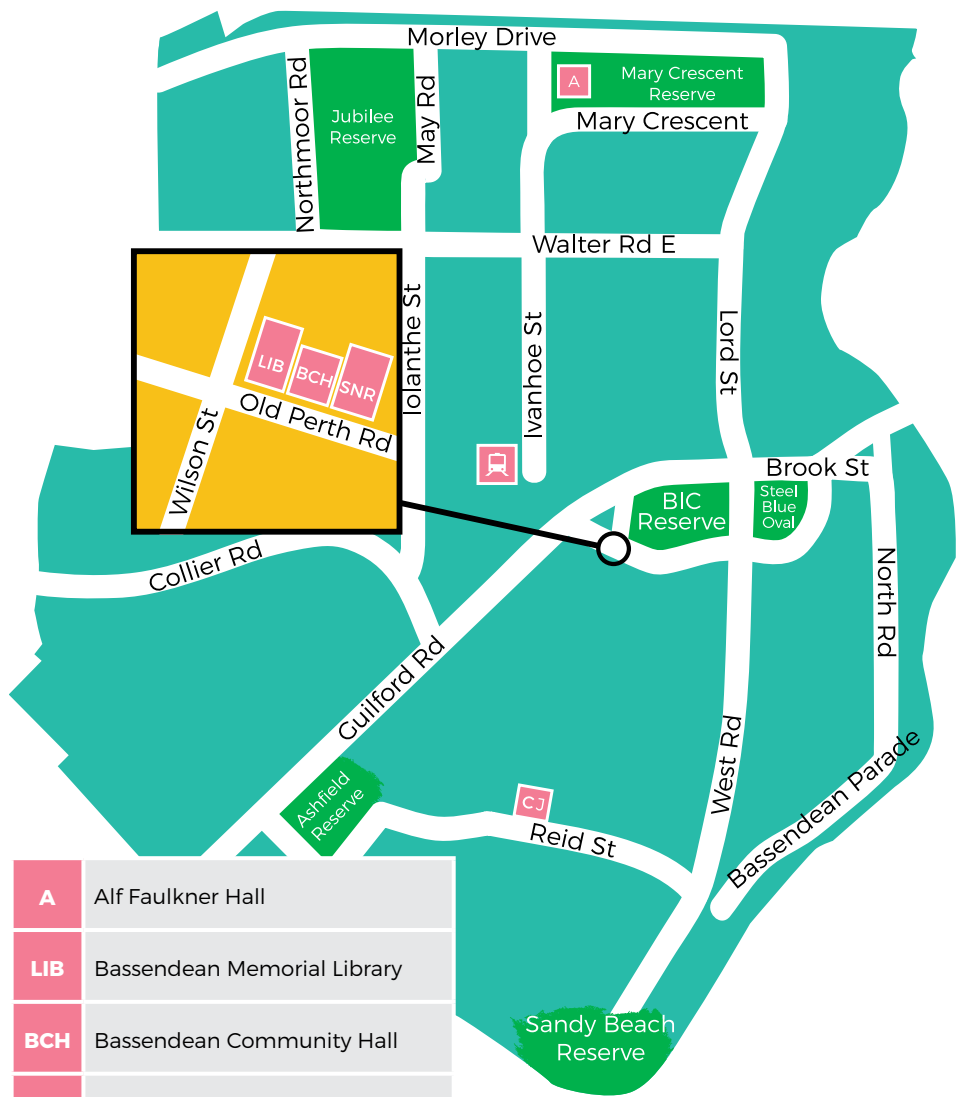 Morley Drive
Northmoor Rd
Jubilee
Reserve
May Rd
A
Mary Crescent
Reserve
Mary Crescent
Walter Rd E
Iolanthe St
Ivanhoe St
Lord St
LIB
BCH
SNR
Old Perth Rd
Wilson St
Brook St
BIC
Reserve
Steel
Blue
Oval
Collier Rd
North Rd
Guilford Rd
West Rd
Bassendean Parade
Ashfield
Reserve
CJ
Reid St
A Alf Faulkner Hall
LIB Bassendean Memorial Library
BCH Bassendean Community Hall
Sandy Beach
Reserve